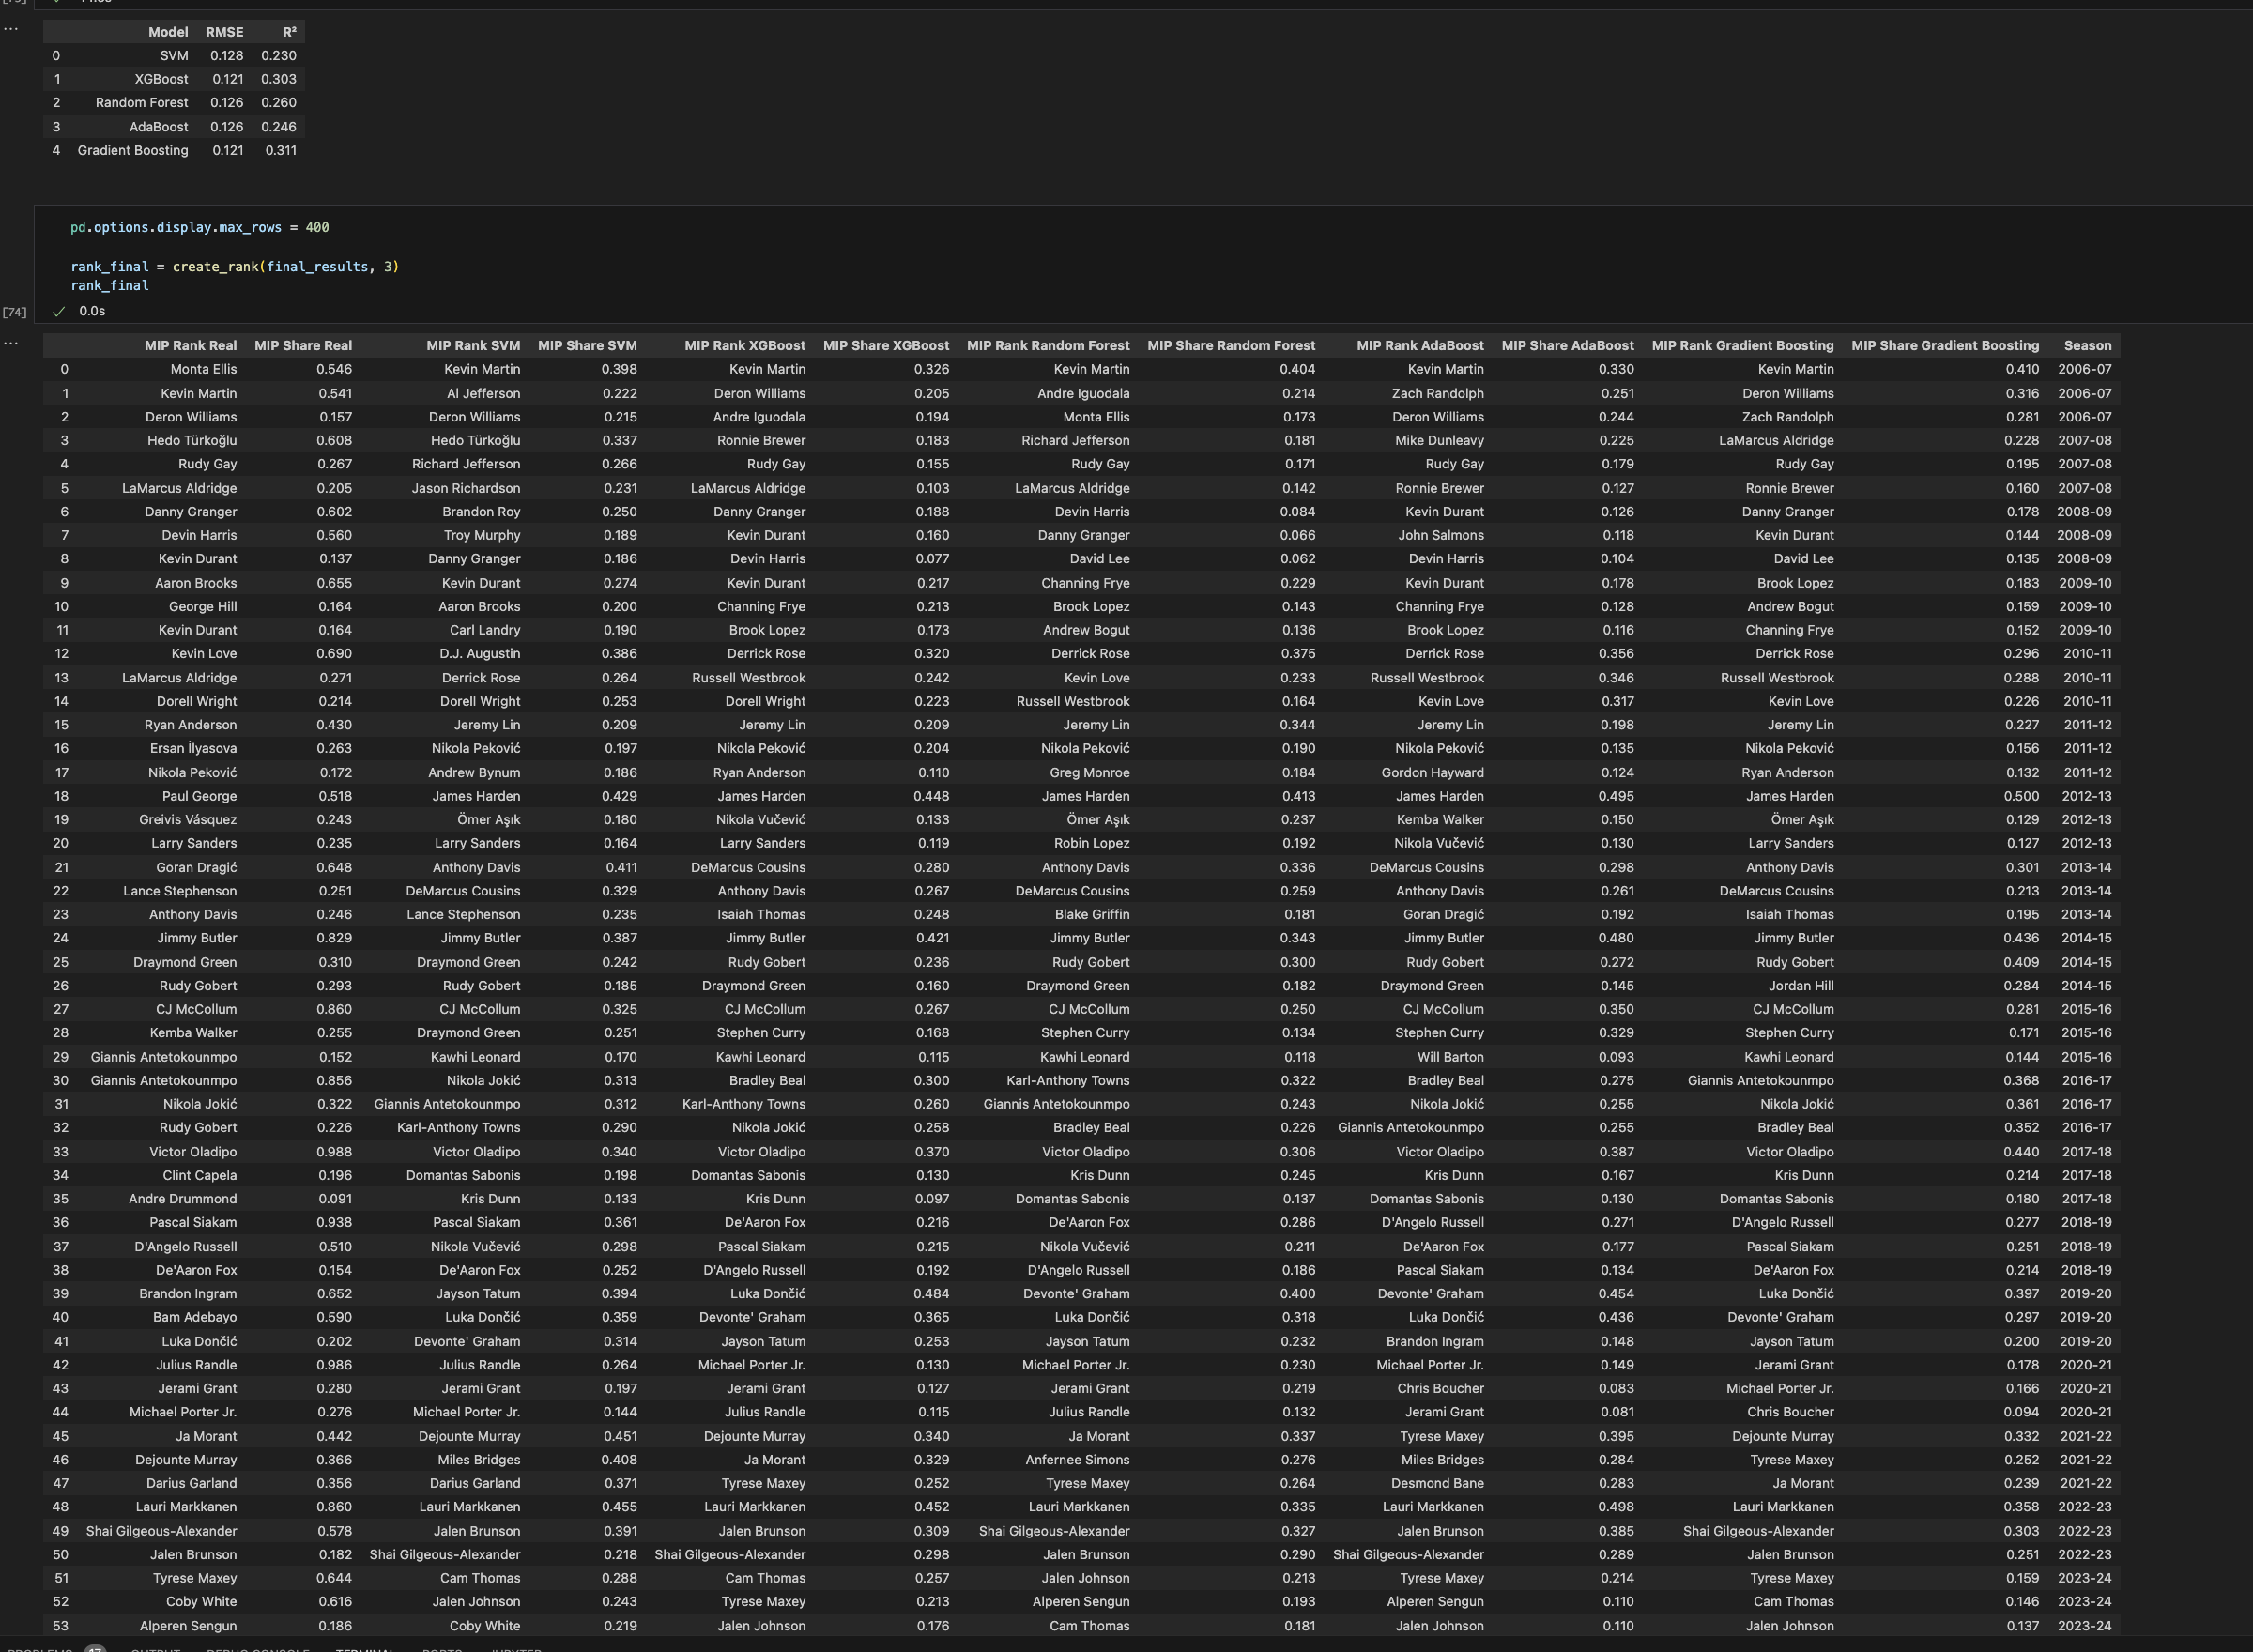 Model RMSE R²
0 SVM 0.128 0.230
1 XGBoost 0.121 0.303
2 Random Forest 0.126 0.260
3 AdaBoost 0.126 0.246
4 Gradient Boosting 0.121 0.311
pd.options.display.max_rows = 400
rank_final = create_rank(final_results, 3)
rank_final
[74] ✓ 0.0s
MIP Rank Real MIP Share Real MIP Rank SVM MIP Share SVM MIP Rank XGBoost MIP Share XGBoost MIP Rank Random Forest MIP Share Random Forest MIP Rank AdaBoost MIP Share AdaBoost MIP Rank Gradient Boosting MIP Share Gradient Boosting Season
0 Monta Ellis 0.546 Kevin Martin 0.398 Kevin Martin 0.326 Kevin Martin 0.404 Kevin Martin 0.330 Kevin Martin 0.410 2006-07
1 Kevin Martin 0.541 Al Jefferson 0.222 Deron Williams 0.205 Andre Iguodala 0.214 Zach Randolph 0.251 Deron Williams 0.316 2006-07
2 Deron Williams 0.157 Deron Williams 0.215 Andre Iguodala 0.194 Monta Ellis 0.173 Deron Williams 0.244 Zach Randolph 0.281 2006-07
3 Hedo Türkoğlu 0.608 Hedo Türkoğlu 0.337 Ronnie Brewer 0.183 Richard Jefferson 0.181 Mike Dunleavy 0.225 LaMarcus Aldridge 0.228 2007-08
4 Rudy Gay 0.267 Richard Jefferson 0.266 Rudy Gay 0.155 Rudy Gay 0.171 Rudy Gay 0.179 Rudy Gay 0.195 2007-08
5 LaMarcus Aldridge 0.205 Jason Richardson 0.231 LaMarcus Aldridge 0.103 LaMarcus Aldridge 0.142 Ronnie Brewer 0.127 Ronnie Brewer 0.160 2007-08
6 Danny Granger 0.602 Brandon Roy 0.250 Danny Granger 0.188 Devin Harris 0.084 Kevin Durant 0.126 Danny Granger 0.178 2008-09
7 Devin Harris 0.560 Troy Murphy 0.189 Kevin Durant 0.160 Danny Granger 0.066 John Salmons 0.118 Kevin Durant 0.144 2008-09
8 Kevin Durant 0.137 Danny Granger 0.186 Devin Harris 0.077 David Lee 0.062 Devin Harris 0.104 David Lee 0.135 2008-09
9 Aaron Brooks 0.655 Kevin Durant 0.274 Kevin Durant 0.217 Channing Frye 0.229 Kevin Durant 0.178 Brook Lopez 0.183 2009-10
10 George Hill 0.164 Aaron Brooks 0.200 Channing Frye 0.213 Brook Lopez 0.143 Channing Frye 0.128 Andrew Bogut 0.159 2009-10
11 Kevin Durant 0.164 Carl Landry 0.190 Brook Lopez 0.173 Andrew Bogut 0.136 Brook Lopez 0.116 Channing Frye 0.152 2009-10
12 Kevin Love 0.690 D.J. Augustin 0.386 Derrick Rose 0.320 Derrick Rose 0.375 Derrick Rose 0.356 Derrick Rose 0.296 2010-11
13 LaMarcus Aldridge 0.271 Derrick Rose 0.264 Russell Westbrook 0.242 Kevin Love 0.233 Russell Westbrook 0.346 Russell Westbrook 0.288 2010-11
14 Dorell Wright 0.214 Dorell Wright 0.253 Dorell Wright 0.223 Russell Westbrook 0.164 Kevin Love 0.317 Kevin Love 0.226 2010-11
15 Ryan Anderson 0.430 Jeremy Lin 0.209 Jeremy Lin 0.209 Jeremy Lin 0.344 Jeremy Lin 0.198 Jeremy Lin 0.227 2011-12
16 Ersan İlyasova 0.263 Nikola Peković 0.197 Nikola Peković 0.204 Nikola Peković 0.190 Nikola Peković 0.135 Nikola Peković 0.156 2011-12
17 Nikola Peković 0.172 Andrew Bynum 0.186 Ryan Anderson 0.110 Greg Monroe 0.184 Gordon Hayward 0.124 Ryan Anderson 0.132 2011-12
18 Paul George 0.518 James Harden 0.429 James Harden 0.448 James Harden 0.413 James Harden 0.495 James Harden 0.500 2012-13
19 Greivis Vásquez 0.243 Ömer Aşık 0.180 Nikola Vučević 0.133 Ömer Aşık 0.237 Kemba Walker 0.150 Ömer Aşık 0.129 2012-13
20 Larry Sanders 0.235 Larry Sanders 0.164 Larry Sanders 0.119 Robin Lopez 0.192 Nikola Vučević 0.130 Larry Sanders 0.127 2012-13
21 Goran Dragić 0.648 Anthony Davis 0.411 DeMarcus Cousins 0.280 Anthony Davis 0.336 DeMarcus Cousins 0.298 Anthony Davis 0.301 2013-14
22 Lance Stephenson 0.251 DeMarcus Cousins 0.329 Anthony Davis 0.267 DeMarcus Cousins 0.259 Anthony Davis 0.261 DeMarcus Cousins 0.213 2013-14
23 Anthony Davis 0.246 Lance Stephenson 0.235 Isaiah Thomas 0.248 Blake Griffin 0.181 Goran Dragić 0.192 Isaiah Thomas 0.195 2013-14
24 Jimmy Butler 0.829 Jimmy Butler 0.387 Jimmy Butler 0.421 Jimmy Butler 0.343 Jimmy Butler 0.480 Jimmy Butler 0.436 2014-15
25 Draymond Green 0.310 Draymond Green 0.242 Rudy Gobert 0.236 Rudy Gobert 0.300 Rudy Gobert 0.272 Rudy Gobert 0.409 2014-15
26 Rudy Gobert 0.293 Rudy Gobert 0.185 Draymond Green 0.160 Draymond Green 0.182 Draymond Green 0.145 Jordan Hill 0.284 2014-15
27 CJ McCollum 0.860 CJ McCollum 0.325 CJ McCollum 0.267 CJ McCollum 0.250 CJ McCollum 0.350 CJ McCollum 0.281 2015-16
28 Kemba Walker 0.255 Draymond Green 0.251 Stephen Curry 0.168 Stephen Curry 0.134 Stephen Curry 0.329 Stephen Curry 0.171 2015-16
29 Giannis Antetokounmpo 0.152 Kawhi Leonard 0.170 Kawhi Leonard 0.115 Kawhi Leonard 0.118 Will Barton 0.093 Kawhi Leonard 0.144 2015-16
30 Giannis Antetokounmpo 0.856 Nikola Jokić 0.313 Bradley Beal 0.300 Karl-Anthony Towns 0.322 Bradley Beal 0.275 Giannis Antetokounmpo 0.368 2016-17
31 Nikola Jokić 0.322 Giannis Antetokounmpo 0.312 Karl-Anthony Towns 0.260 Giannis Antetokounmpo 0.243 Nikola Jokić 0.255 Nikola Jokić 0.361 2016-17
32 Rudy Gobert 0.226 Karl-Anthony Towns 0.290 Nikola Jokić 0.258 Bradley Beal 0.226 Giannis Antetokounmpo 0.255 Bradley Beal 0.352 2016-17
33 Victor Oladipo 0.988 Victor Oladipo 0.340 Victor Oladipo 0.370 Victor Oladipo 0.306 Victor Oladipo 0.387 Victor Oladipo 0.440 2017-18
34 Clint Capela 0.196 Domantas Sabonis 0.198 Domantas Sabonis 0.130 Kris Dunn 0.245 Kris Dunn 0.167 Kris Dunn 0.214 2017-18
35 Andre Drummond 0.091 Kris Dunn 0.133 Kris Dunn 0.097 Domantas Sabonis 0.137 Domantas Sabonis 0.130 Domantas Sabonis 0.180 2017-18
36 Pascal Siakam 0.938 Pascal Siakam 0.361 De'Aaron Fox 0.216 De'Aaron Fox 0.286 D'Angelo Russell 0.271 D'Angelo Russell 0.277 2018-19
37 D'Angelo Russell 0.510 Nikola Vučević 0.298 Pascal Siakam 0.215 Nikola Vučević 0.211 De'Aaron Fox 0.177 Pascal Siakam 0.251 2018-19
38 De'Aaron Fox 0.154 De'Aaron Fox 0.252 D'Angelo Russell 0.192 D'Angelo Russell 0.186 Pascal Siakam 0.134 De'Aaron Fox 0.214 2018-19
39 Brandon Ingram 0.652 Jayson Tatum 0.394 Luka Dončić 0.484 Devonte' Graham 0.400 Devonte' Graham 0.454 Luka Dončić 0.397 2019-20
40 Bam Adebayo 0.590 Luka Dončić 0.359 Devonte' Graham 0.365 Luka Dončić 0.318 Luka Dončić 0.436 Devonte' Graham 0.297 2019-20
41 Luka Dončić 0.202 Devonte' Graham 0.314 Jayson Tatum 0.253 Jayson Tatum 0.232 Brandon Ingram 0.148 Jayson Tatum 0.200 2019-20
42 Julius Randle 0.986 Julius Randle 0.264 Michael Porter Jr. 0.130 Michael Porter Jr. 0.230 Michael Porter Jr. 0.149 Jerami Grant 0.178 2020-21
43 Jerami Grant 0.280 Jerami Grant 0.197 Jerami Grant 0.127 Jerami Grant 0.219 Chris Boucher 0.083 Michael Porter Jr. 0.166 2020-21
44 Michael Porter Jr. 0.276 Michael Porter Jr. 0.144 Julius Randle 0.115 Julius Randle 0.132 Jerami Grant 0.081 Chris Boucher 0.094 2020-21
45 Ja Morant 0.442 Dejounte Murray 0.451 Dejounte Murray 0.340 Ja Morant 0.337 Tyrese Maxey 0.395 Dejounte Murray 0.332 2021-22
46 Dejounte Murray 0.366 Miles Bridges 0.408 Ja Morant 0.329 Anfernee Simons 0.276 Miles Bridges 0.284 Tyrese Maxey 0.252 2021-22
47 Darius Garland 0.356 Darius Garland 0.371 Tyrese Maxey 0.252 Tyrese Maxey 0.264 Desmond Bane 0.283 Ja Morant 0.239 2021-22
48 Lauri Markkanen 0.860 Lauri Markkanen 0.455 Lauri Markkanen 0.452 Lauri Markkanen 0.335 Lauri Markkanen 0.498 Lauri Markkanen 0.358 2022-23
49 Shai Gilgeous-Alexander 0.578 Jalen Brunson 0.391 Jalen Brunson 0.309 Shai Gilgeous-Alexander 0.327 Jalen Brunson 0.385 Shai Gilgeous-Alexander 0.303 2022-23
50 Jalen Brunson 0.182 Shai Gilgeous-Alexander 0.218 Shai Gilgeous-Alexander 0.298 Jalen Brunson 0.290 Shai Gilgeous-Alexander 0.289 Jalen Brunson 0.251 2022-23
51 Tyrese Maxey 0.644 Cam Thomas 0.288 Cam Thomas 0.257 Jalen Johnson 0.213 Tyrese Maxey 0.214 Tyrese Maxey 0.159 2023-24
52 Coby White 0.616 Jalen Johnson 0.243 Tyrese Maxey 0.213 Alperen Sengun 0.193 Alperen Sengun 0.110 Cam Thomas 0.146 2023-24
53 Alperen Sengun 0.186 Coby White 0.219 Jalen Johnson 0.176 Cam Thomas 0.181 Jalen Johnson 0.110 Jalen Johnson 0.137 2023-24